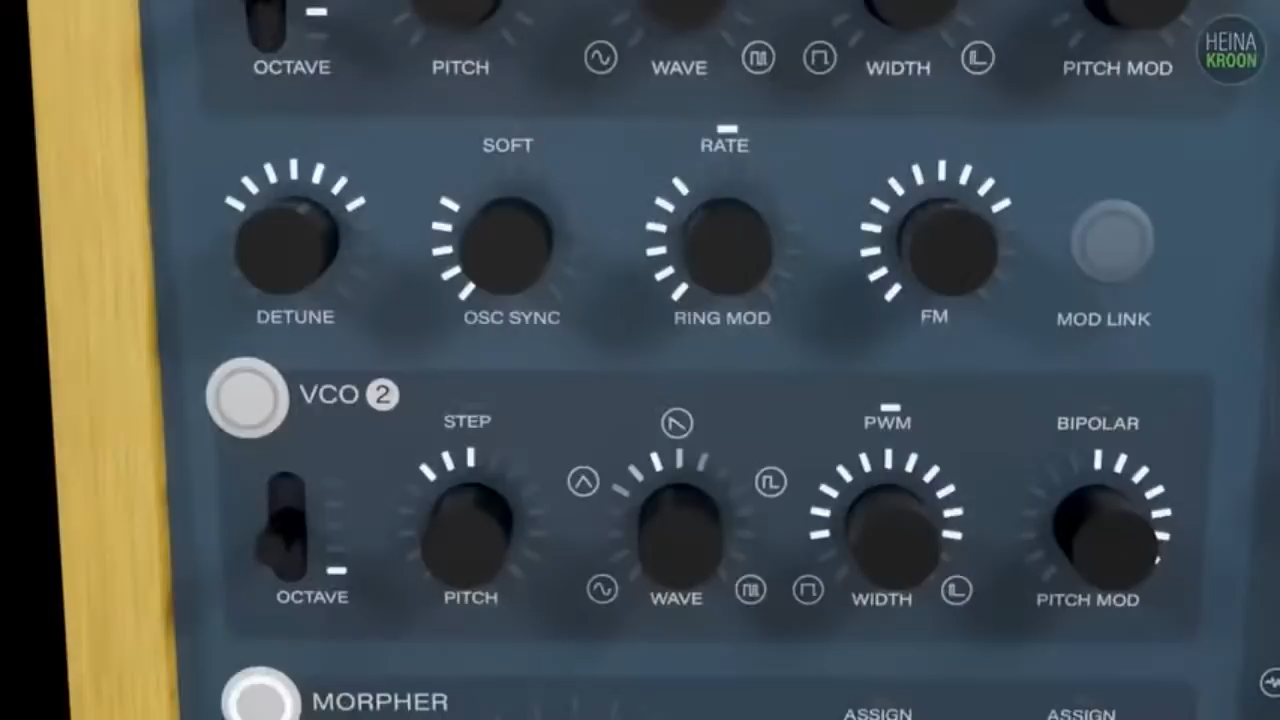 HEINA
KROON
OCTAVE
PITCH
WAVE
WIDTH
PITCH MOD
SOFT
RATE
DETUNE
OSC SYNC
RING MOD
FM
MOD LINK
VCO 2
STEP
PWM
BIPOLAR
OCTAVE
PITCH
WAVE
WIDTH
PITCH MOD
MORPHER
ASSIGN
ASSIGN